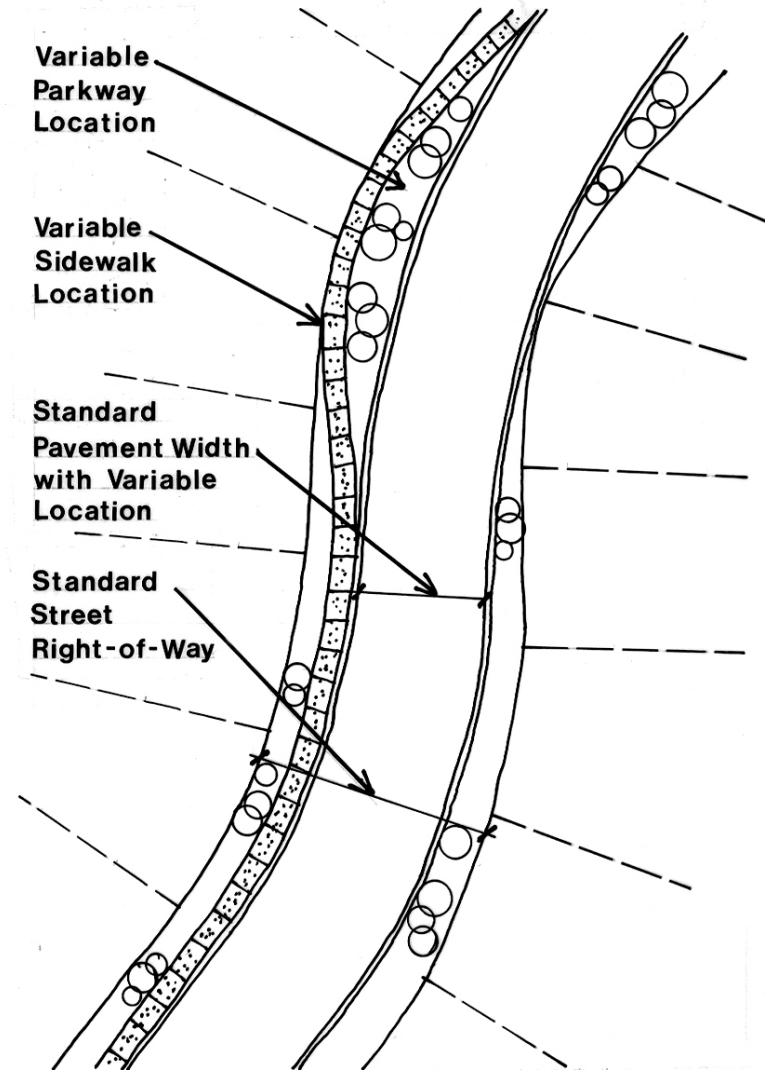 Variable
Parkway
Location
Variable
Sidewalk
Location
Standard
Pavement Width
with Variable
Location
Standard
Street
Right-of-Way